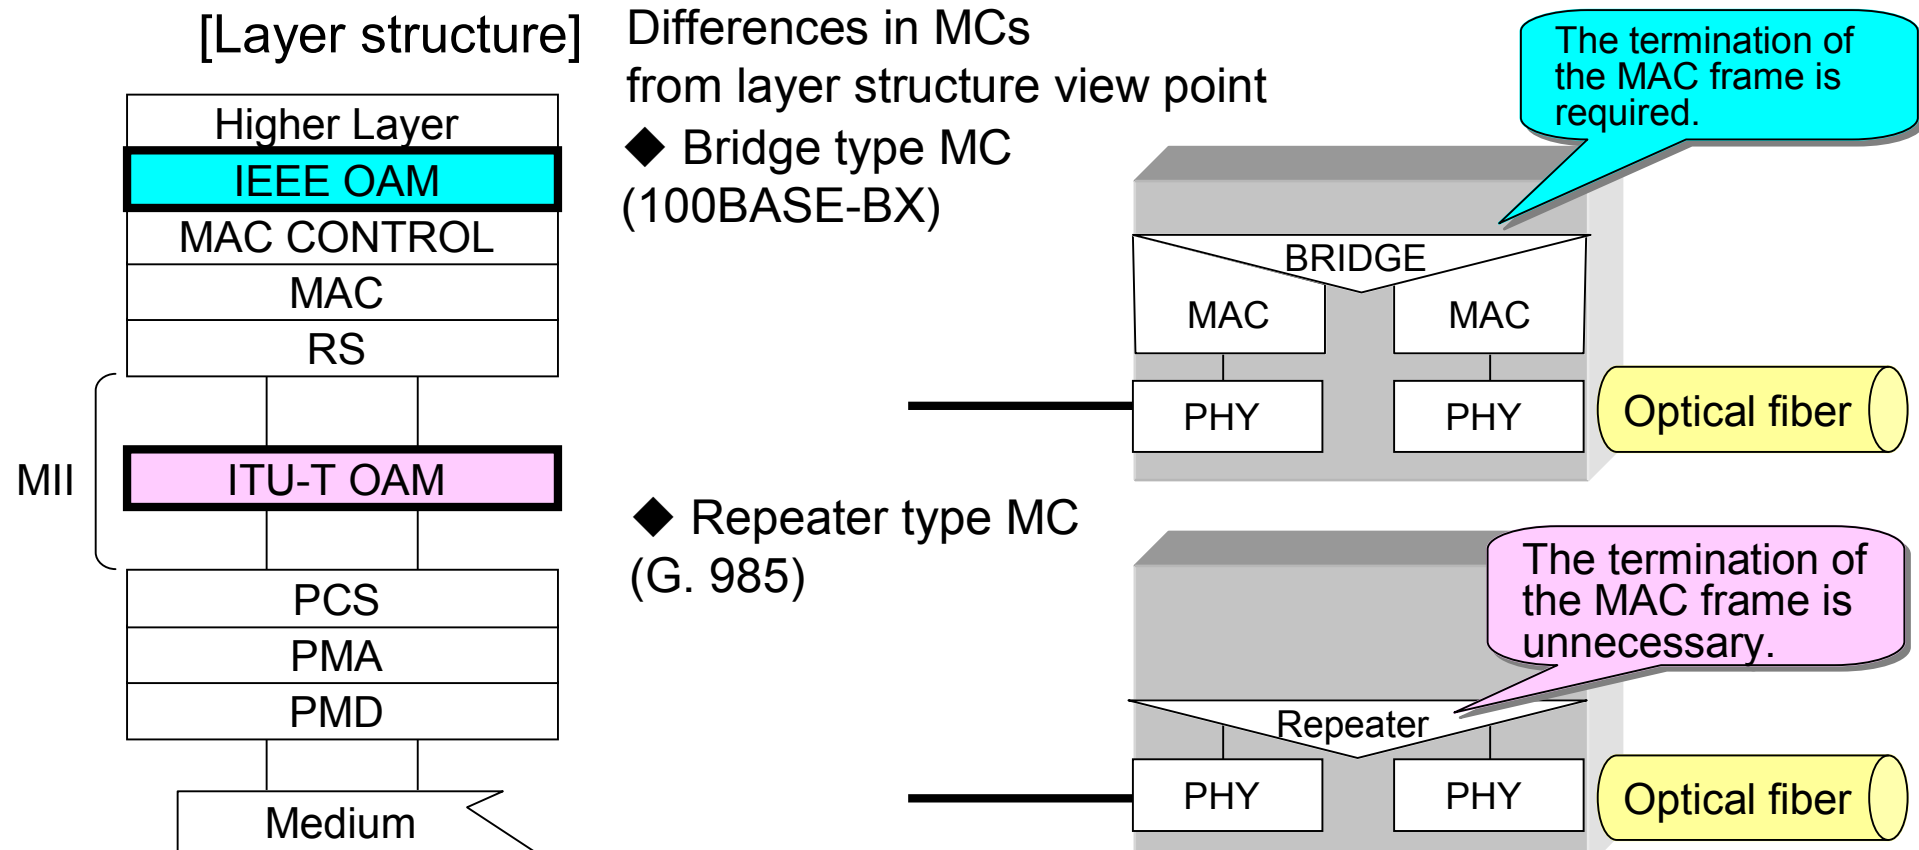 [Layer structure]
Higher Layer
IEEE OAM
MAC CONTROL
MAC
RS
MII
ITU-T OAM
PCS
PMA
PMD
Medium
Differences in MCs
from layer structure view point
◆ Bridge type MC
(100BASE-BX)
The termination of
the MAC frame is
required.
BRIDGE
MAC
MAC
PHY
PHY
Optical fiber
◆ Repeater type MC
(G. 985)
The termination of
the MAC frame is
unnecessary.
Repeater
PHY
PHY
Optical fiber